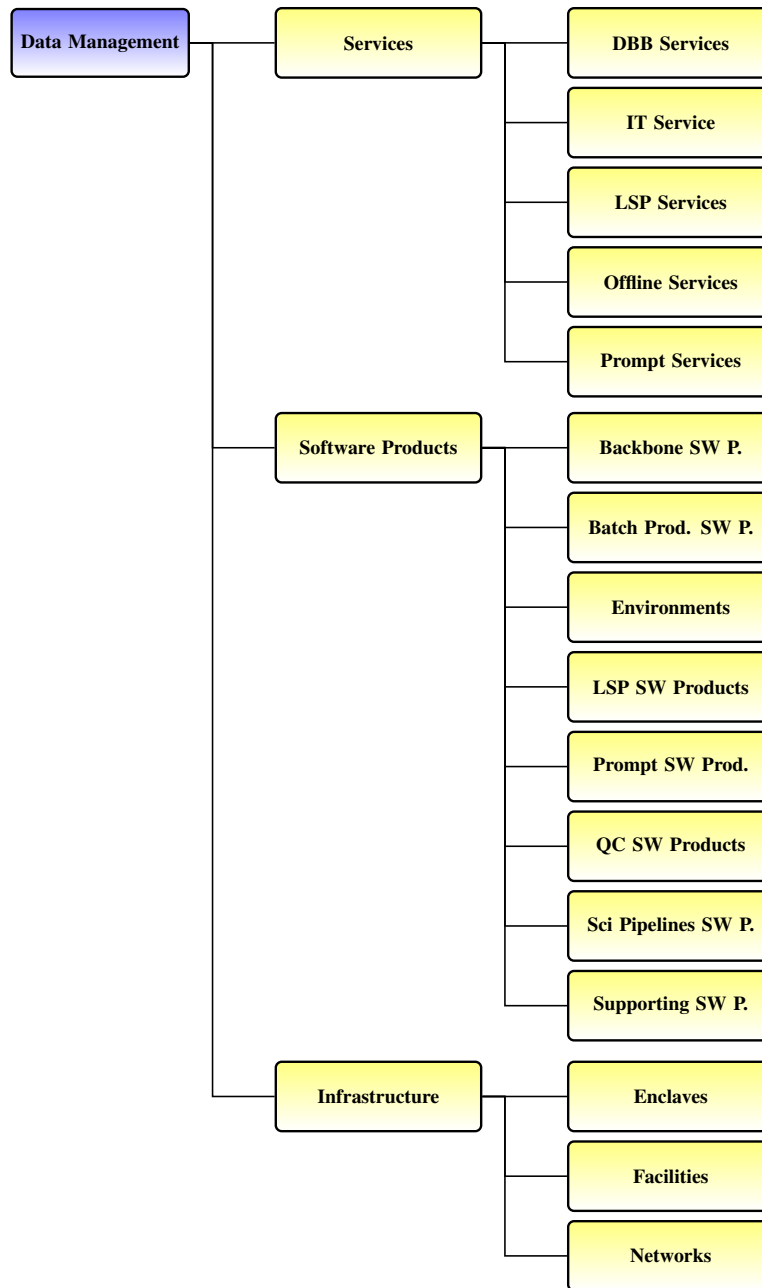 Data Management
Services
DBB Services
IT Service
LSP Services
Offline Services
Prompt Services
Software Products
Backbone SW P.
Batch Prod. SW P.
Environments
LSP SW Products
Prompt SW Prod.
QC SW Products
Sci Pipelines SW P.
Supporting SW P.
Infrastructure
Enclaves
Facilities
Networks